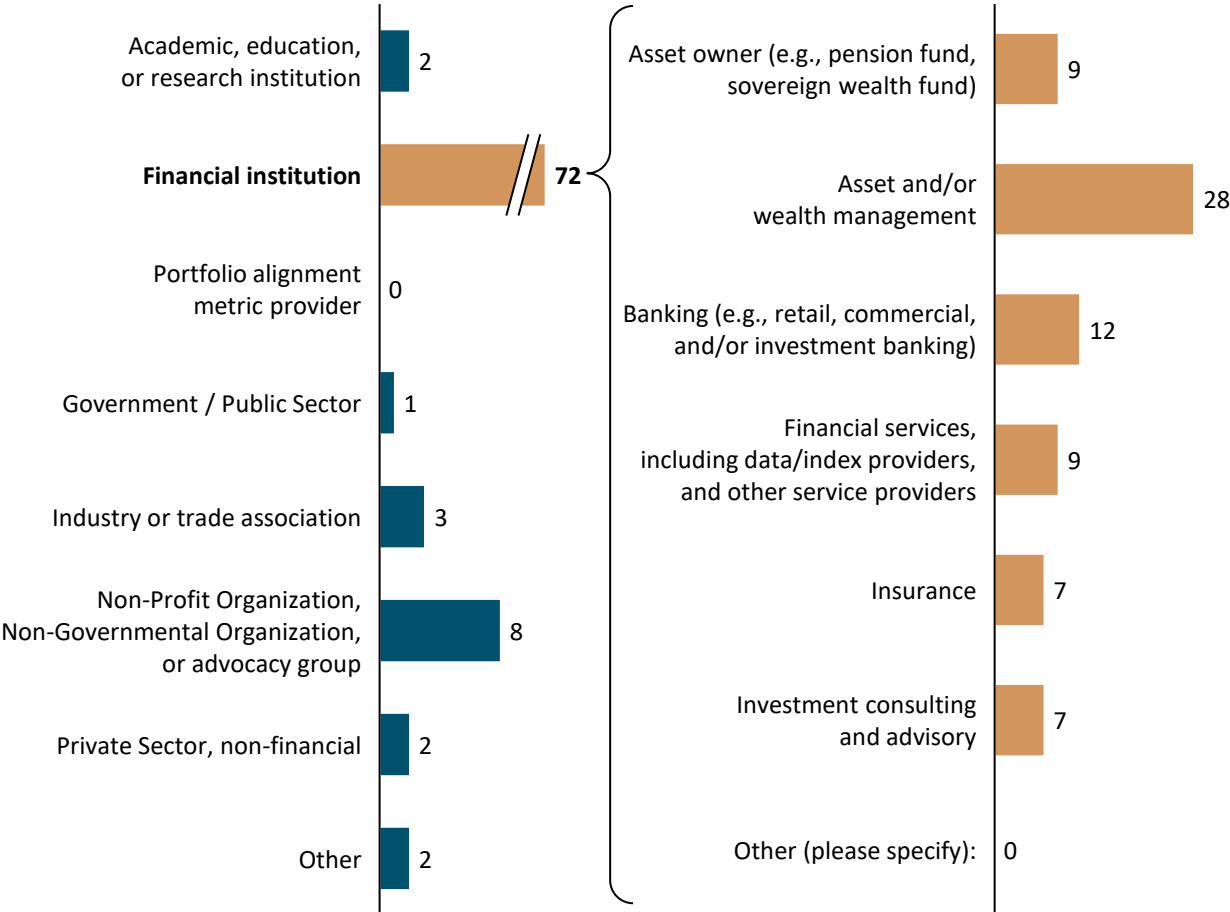 Academic, education,
or research institution
2
Financial institution
72
Portfolio alignment
metric provider
0
Government / Public Sector
1
Industry or trade association
3
Non-Profit Organization,
Non-Governmental Organization,
or advocacy group
8
Private Sector, non-financial
2
Other
2
Asset owner (e.g., pension fund,
sovereign wealth fund)
9
Asset and/or
wealth management
28
Banking (e.g., retail, commercial,
and/or investment banking)
12
Financial services,
including data/index providers,
and other service providers
9
Insurance
7
Investment consulting
and advisory
7
Other (please specify):
0